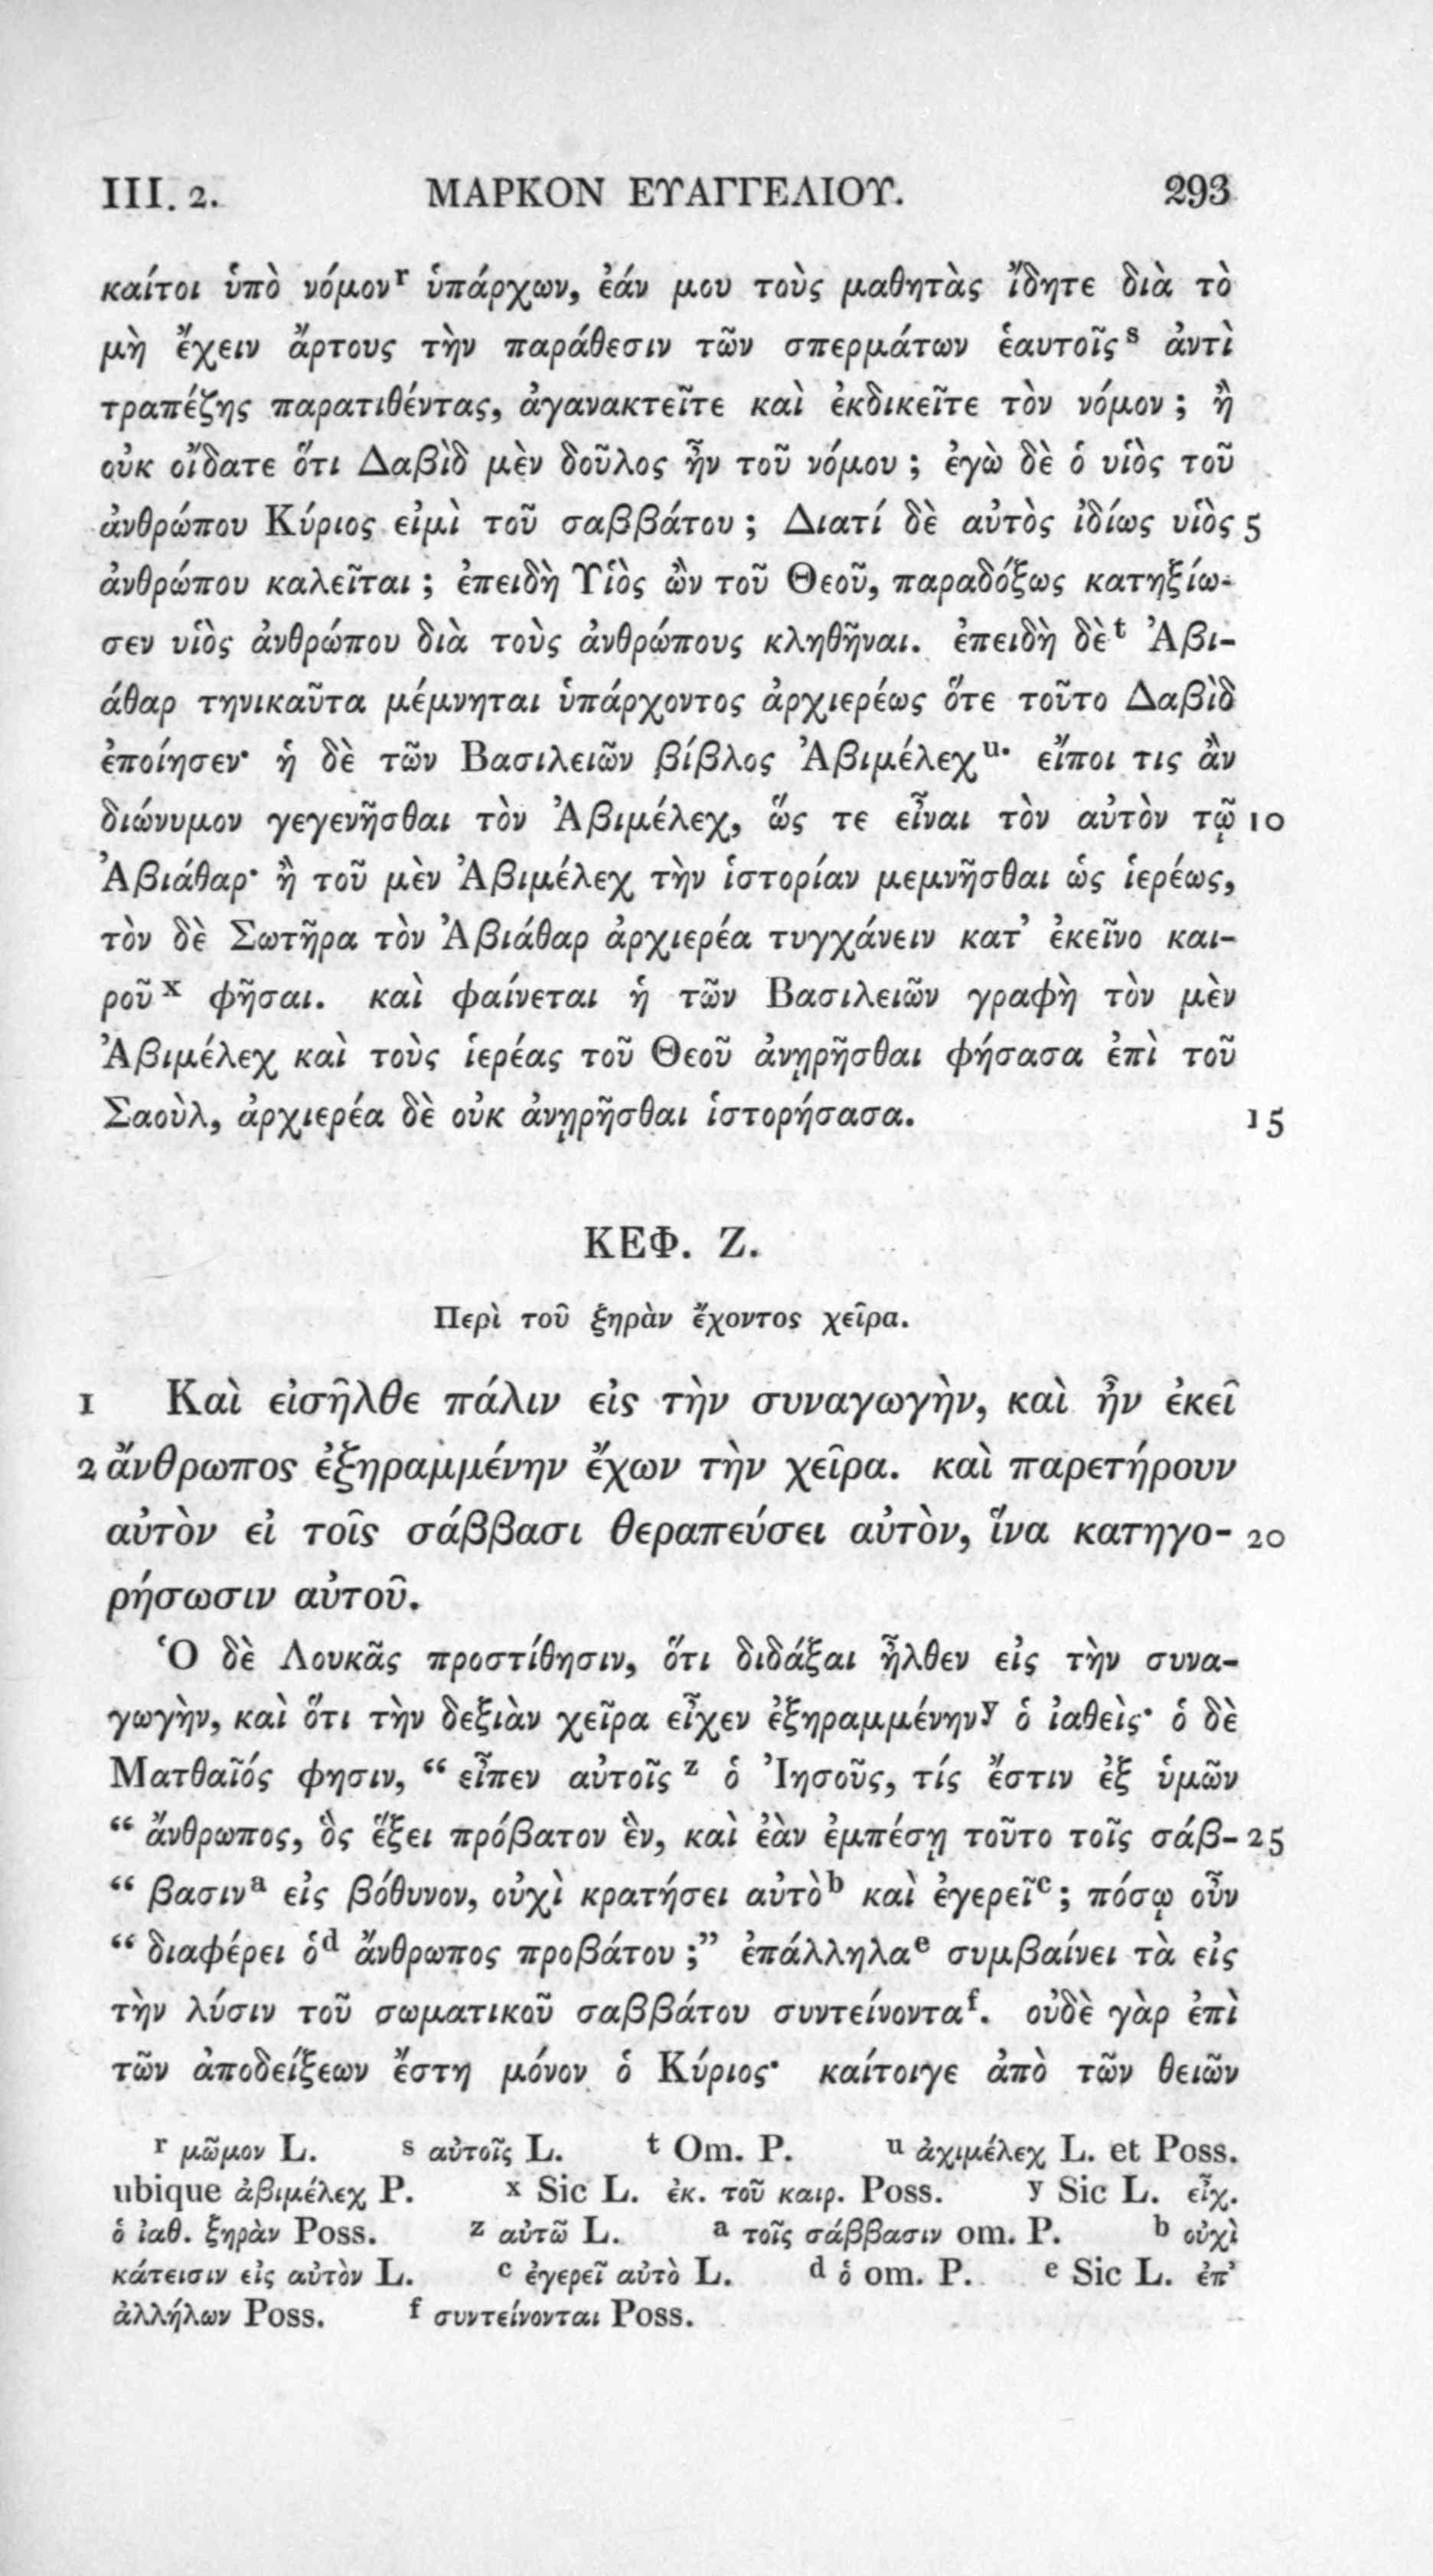 III. 2. ΜΑΡΚΟΝ ΕΥΑΓΓΕΛΙΟΥ. 293
καίτοι ὑπὸ νόμον r ὑπάρχων, ἐάν μου τοὺς μαθητὰς ἴδητε διὰ τὸ
μὴ ἔχειν ἄρτους τὴν παράθεσιν τῶν σπερμάτων ἑαυτοῖς s ἀντὶ
τραπέζης παρατιθέντας, ἀγανακτεῖτε καὶ ἐκδικεῖτε τὸν νόμον ; ἢ
οὐκ οἴδατε ὅτι Δαβὶδ μὲν δοῦλος ἦν τοῦ νόμου ; ἐγὼ δὲ ὁ υἱὸς τοῦ
ἀνθρώπου Κύριος εἰμὶ τοῦ σαββάτου ; Διατί δὲ αὐτὸς ἰδίως υἱὸς 5
ἀνθρώπου καλεῖται ; ἐπειδὴ Υἱὸς ὢν τοῦ Θεοῦ, παραδόξως κατηξίω-
σεν υἱὸς ἀνθρώπου διὰ τοὺς ἀνθρώπους κληθῆναι. ἐπειδὴ δὲ t Ἀβι-
άθαρ τηνικαῦτα μέμνηται ὑπάρχοντος ἀρχιερέως ὅτε τοῦτο Δαβὶδ
ἐποίησεν· ἡ δὲ τῶν Βασιλειῶν βίβλος Ἀβιμέλεχ u· εἴποι τις ἂν
διώνυμον γεγενῆσθαι τὸν Ἀβιμέλεχ, ὥς τε εἶναι τὸν αὐτὸν τῷ 10
Ἀβιάθαρ· ἢ τοῦ μὲν Ἀβιμέλεχ τὴν ἱστορίαν μεμνῆσθαι ὡς ἱερέως,
τὸν δὲ Σωτῆρα τὸν Ἀβιάθαρ ἀρχιερέα τυγχάνειν κατ’ ἐκεῖνο και-
ροῦ x φῆσαι. καὶ φαίνεται ἡ τῶν Βασιλειῶν γραφὴ τὸν μὲν
Ἀβιμέλεχ καὶ τοὺς ἱερέας τοῦ Θεοῦ ἀνῃρῆσθαι φήσασα ἐπὶ τοῦ
Σαοὺλ, ἀρχιερέα δὲ οὐκ ἀνῃρῆσθαι ἱστορήσασα. 15
ΚΕΦ. Ζ.
Περὶ τοῦ ξηρὰν ἔχοντος χεῖρα.
1 Καὶ εἰσῆλθε πάλιν εἰς τὴν συναγωγὴν, καὶ ἦν ἐκεῖ
2 ἄνθρωπος ἐξηραμμένην ἔχων τὴν χεῖρα. καὶ παρετήρουν
αὐτὸν εἰ τοῖς σάββασι θεραπεύσει αὐτὸν, ἵνα κατηγο- 20
ρήσωσιν αὐτοῦ.
Ὁ δὲ Λουκᾶς προστίθησιν, ὅτι διδάξαι ἦλθεν εἰς τὴν συνα-
γωγὴν, καὶ ὅτι τὴν δεξιὰν χεῖρα εἶχεν ἐξηραμμένην y ὁ ἰαθεὶς· ὁ δὲ
Ματθαῖός φησιν, “ εἶπεν αὐτοῖς z ὁ Ἰησοῦς, τίς ἔστιν ἐξ ὑμῶν
“ ἄνθρωπος, ὃς ἕξει πρόβατον ἓν, καὶ ἐὰν ἐμπέσῃ τοῦτο τοῖς σάβ- 25
“ βασιν a εἰς βόθυνον, οὐχὶ κρατήσει αὐτὸ b καὶ ἐγερεῖ c ; πόσῳ οὖν
“ διαφέρει ὁ d ἄνθρωπος προβάτου ;” ἐπάλληλα e συμβαίνει τὰ εἰς
τὴν λύσιν τοῦ σωματικοῦ σαββάτου συντείνοντα f. οὐδὲ γὰρ ἐπὶ
τῶν ἀποδείξεων ἔστη μόνον ὁ Κύριος· καίτοιγε ἀπὸ τῶν θειῶν
r μῶμον L. s αὐτοῖς L. t Om. P. u ἀχιμέλεχ L. et Poss.
ubique ἀβιμέλεχ P. x Sic L. ἐκ. τοῦ καιρ. Poss. y Sic L. εἶχ.
ὁ ἰαθ. ξηρὰν Poss. z αὐτῶ L. a τοῖς σάββασιν om. P. b οὐχὶ
κάτεισιν εἰς αὐτὸν L. c ἐγερεῖ αὐτὸ L. d ὁ om. P. e Sic L. ἐπ’
ἀλλήλων Poss. f συντείνονται Poss.